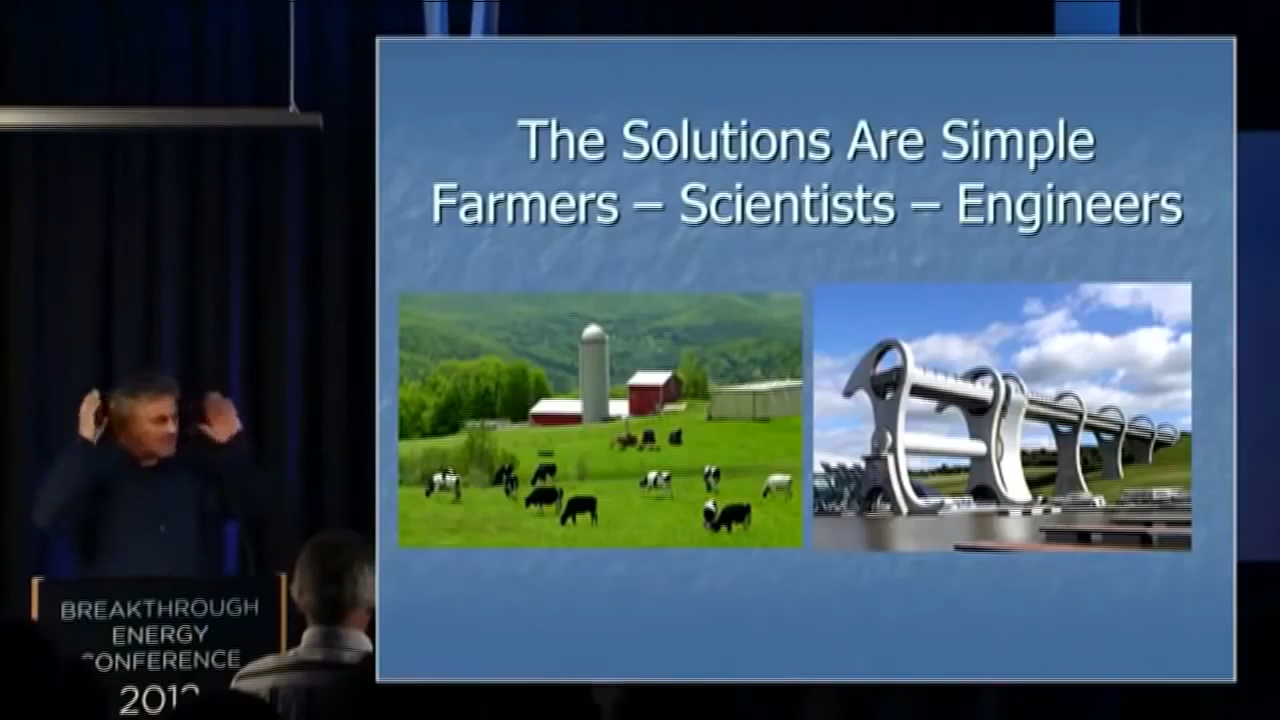 The Solutions Are Simple
Farmers – Scientists – Engineers
BREAKTHROUGH
ENERGY
CONFERENCE